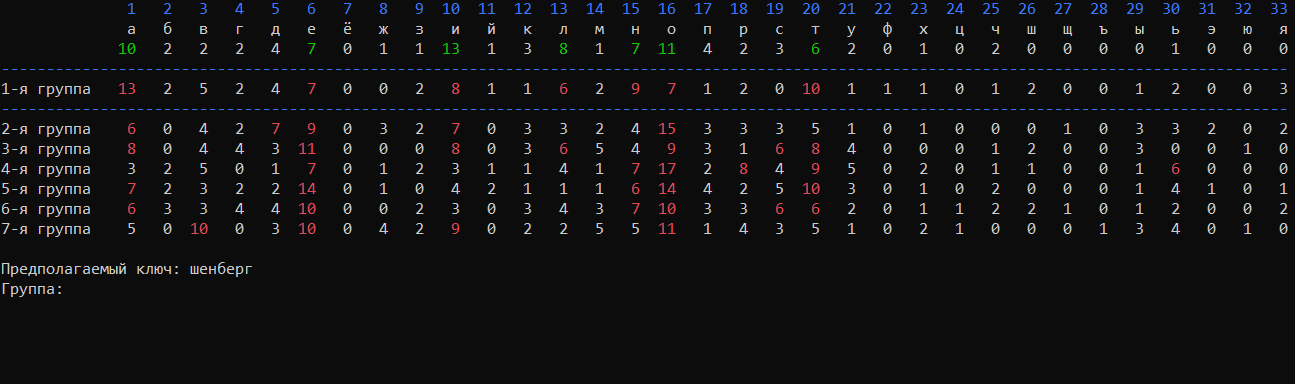 1 2 3 4 5 6 7 8 9 10 11 12 13 14 15 16 17 18 19 20 21 22 23 24 25 26 27 28 29 30 31 32 33
а б в г д е ё ж з и й к л м н о п р с т у ф х ц ч ш щ ъ ы ь э ю я
10 2 2 2 4 7 0 1 1 13 1 3 8 1 7 11 4 2 3 6 2 0 1 0 2 0 0 0 0 1 0 0 0
1-я группа 13 2 5 2 4 7 0 0 2 8 1 1 6 2 9 7 1 2 0 10 1 1 1 0 1 2 0 0 1 2 0 0 3
2-я группа 6 0 4 2 7 9 0 3 2 7 0 3 3 2 4 15 3 3 3 5 1 0 1 0 0 0 1 0 3 3 2 0 2
3-я группа 8 0 4 4 3 11 0 0 0 8 0 3 6 5 4 9 3 1 6 8 4 0 0 0 1 2 0 0 3 0 0 1 0
4-я группа 3 2 5 0 1 7 0 1 2 3 1 1 4 1 7 17 2 8 4 9 5 0 2 0 1 1 0 0 1 6 0 0 0
5-я группа 7 2 3 2 2 14 0 1 0 4 2 1 1 1 6 14 4 2 5 10 3 0 1 0 2 0 0 0 1 4 1 0 1
6-я группа 6 3 3 4 4 10 0 0 2 3 0 3 4 3 7 10 3 3 6 6 2 0 1 1 2 2 1 0 1 2 0 0 2
7-я группа 5 0 10 0 3 10 0 4 2 9 0 2 2 5 5 11 1 4 3 5 1 0 2 1 0 0 0 1 3 4 0 1 0
Предполагаемый ключ: шенберг
Группа: